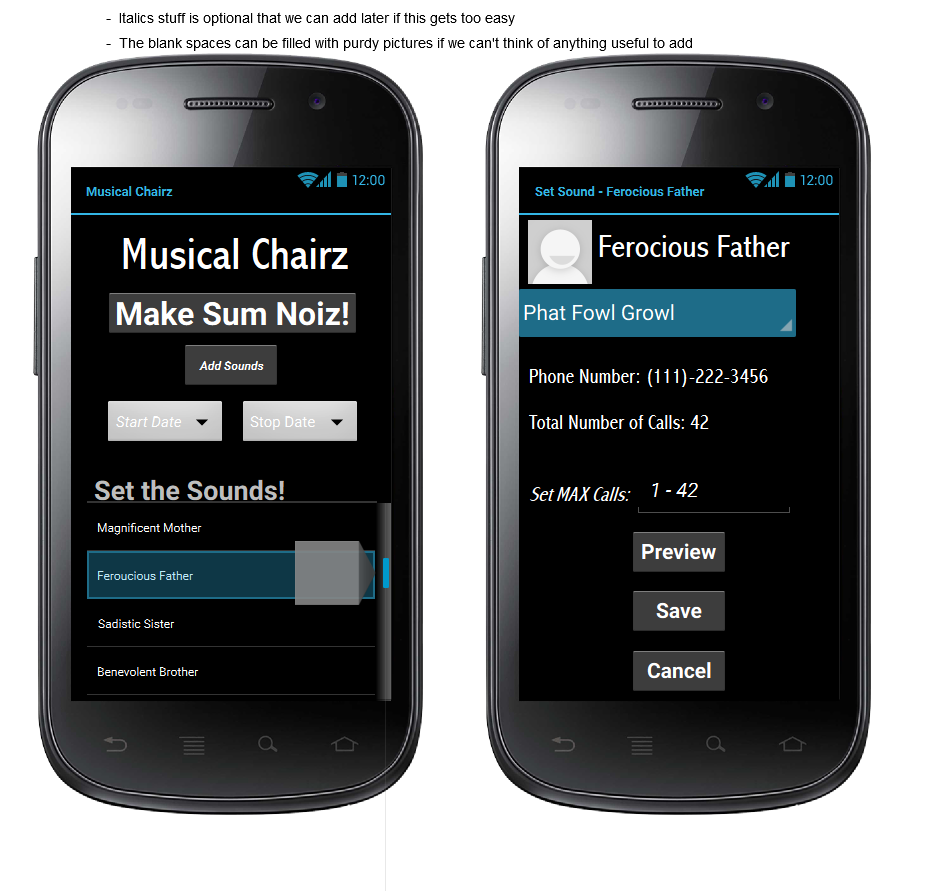 - Italics stuff is optional that we can add later if this gets too easy
- The blank spaces can be filled with purdy pictures if we can't think of anything useful to add
12:00
Musical Chairz
Musical Chairz
Make Sum Noiz!
Add Sounds
Start Date
Stop Date
Set the Sounds!
Magnificent Mother
Feroucious Father
Sadistic Sister
Benevolent Brother
12:00
Set Sound - Ferocious Father
Ferocious Father
Phat Fowl Growl
Phone Number: (111)-222-3456
Total Number of Calls: 42
Set MAX Calls: 1 - 42
Preview
Save
Cancel